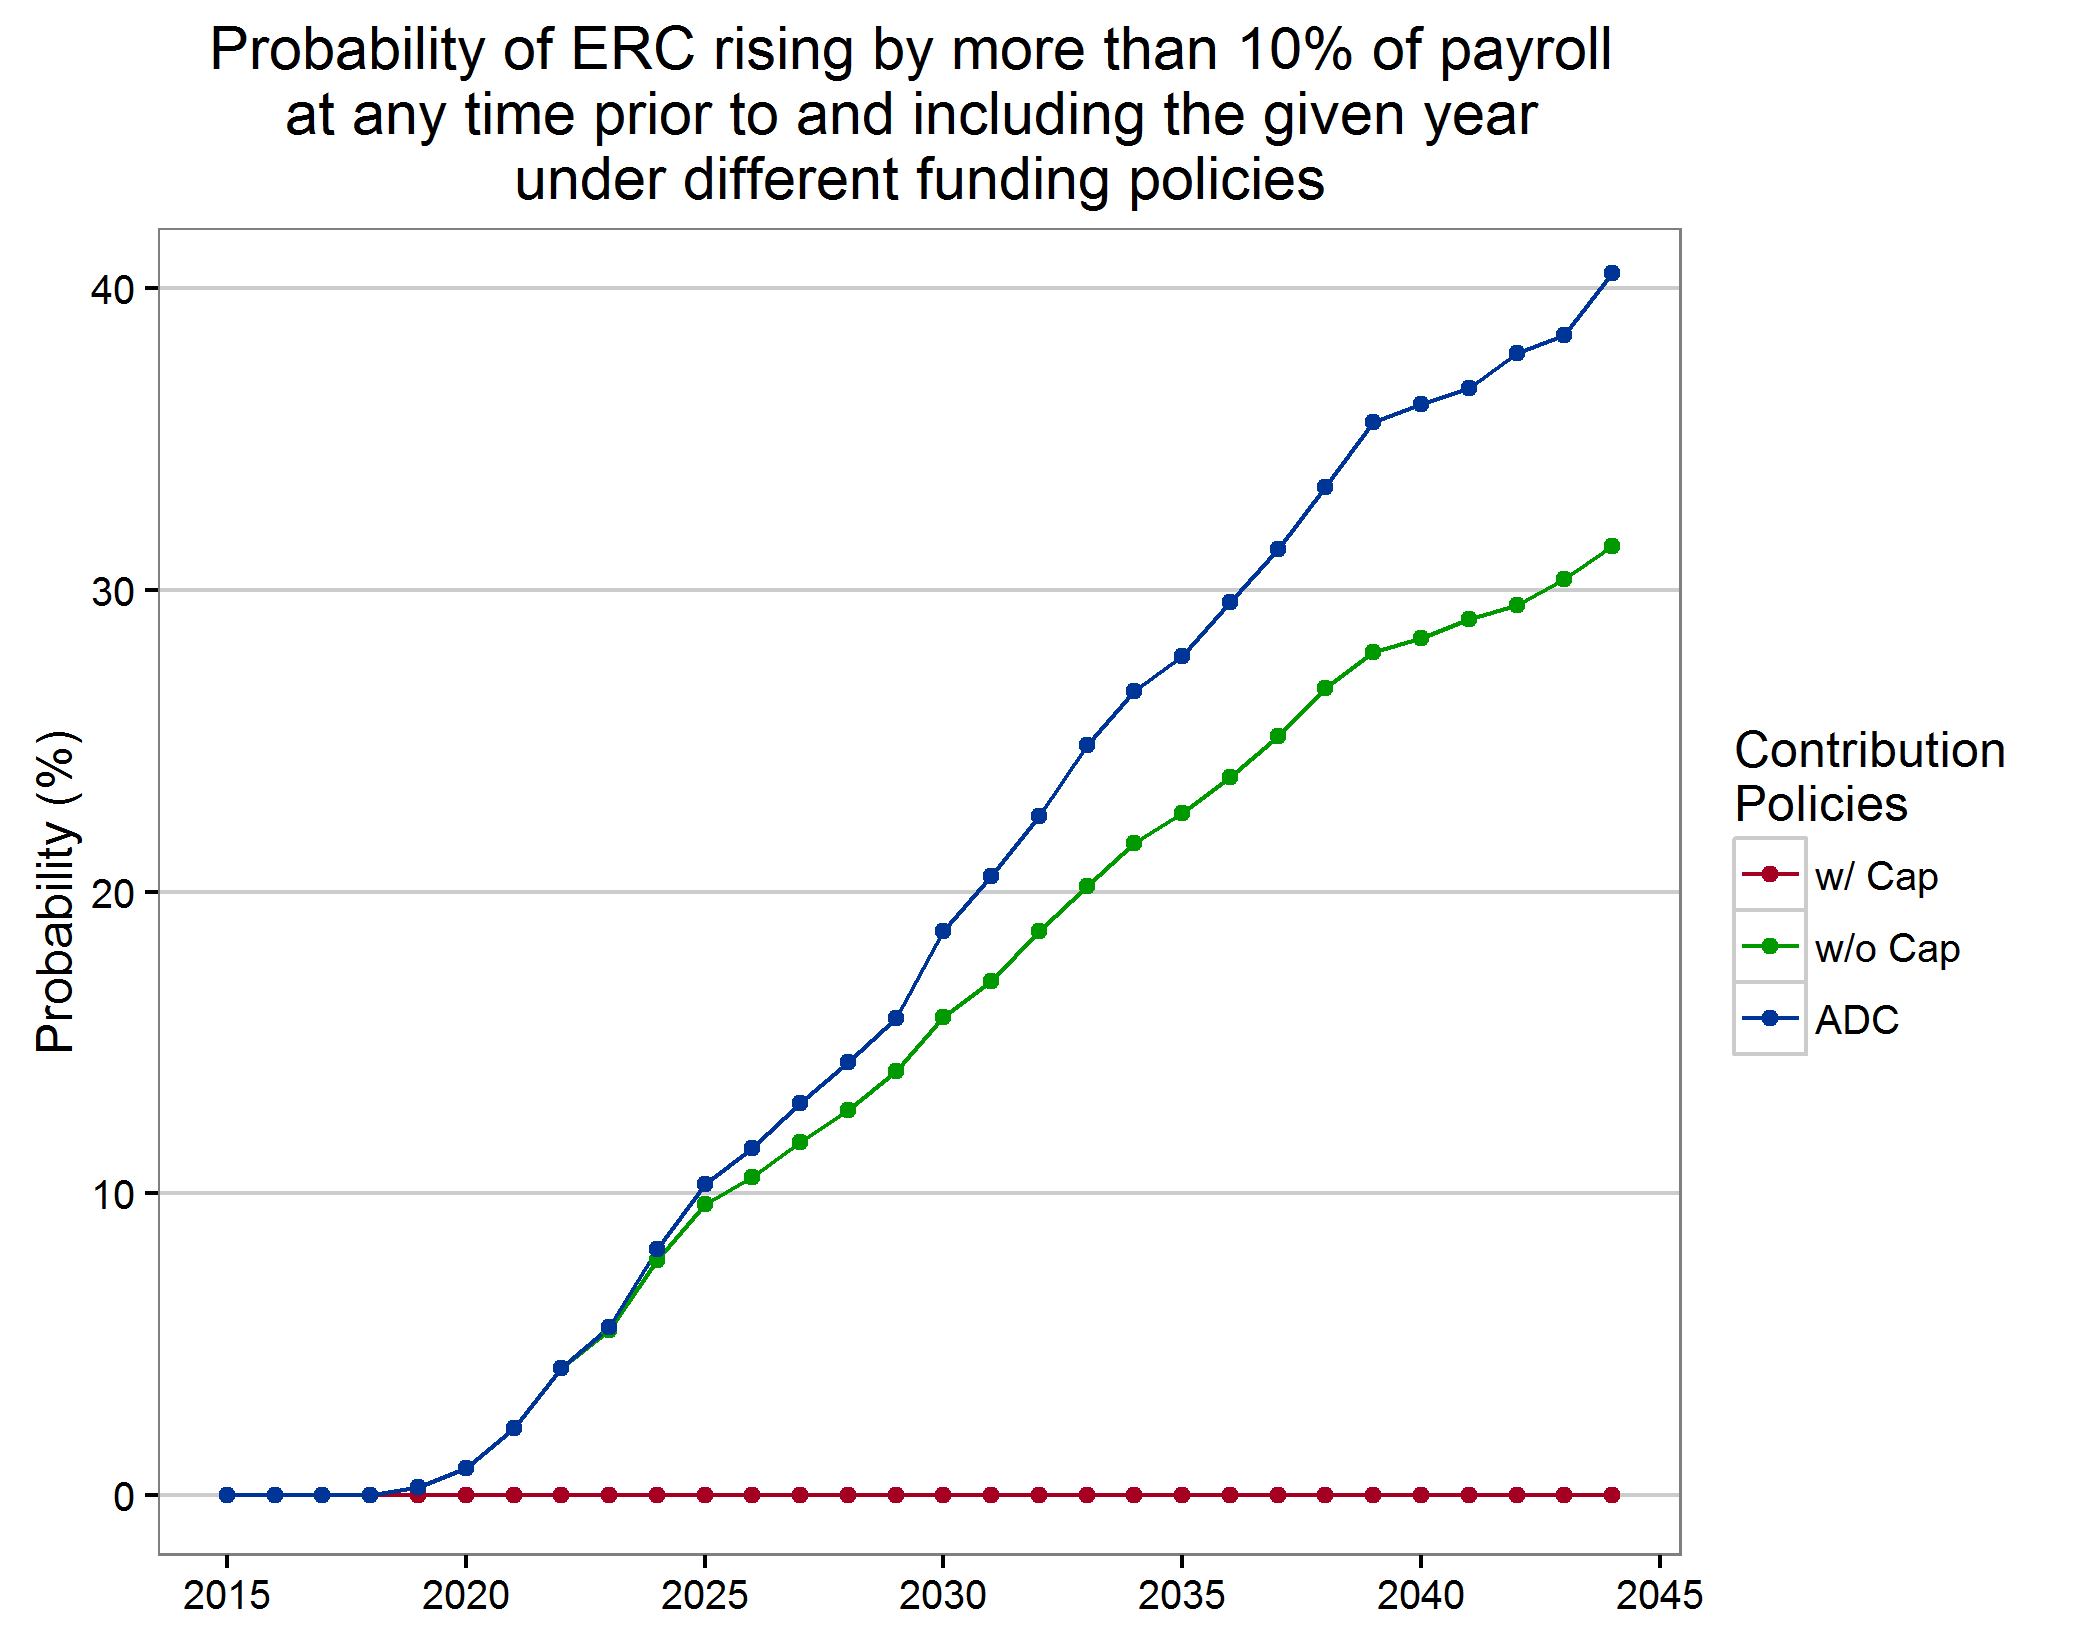 Probability of ERC rising by more than 10% of payroll
at any time prior to and including the given year
under different funding policies
40
30
20
10
0
Probability (%)
2015 2020 2025 2030 2035 2040 2045
Contribution
Policies
w/ Cap
w/o Cap
ADC